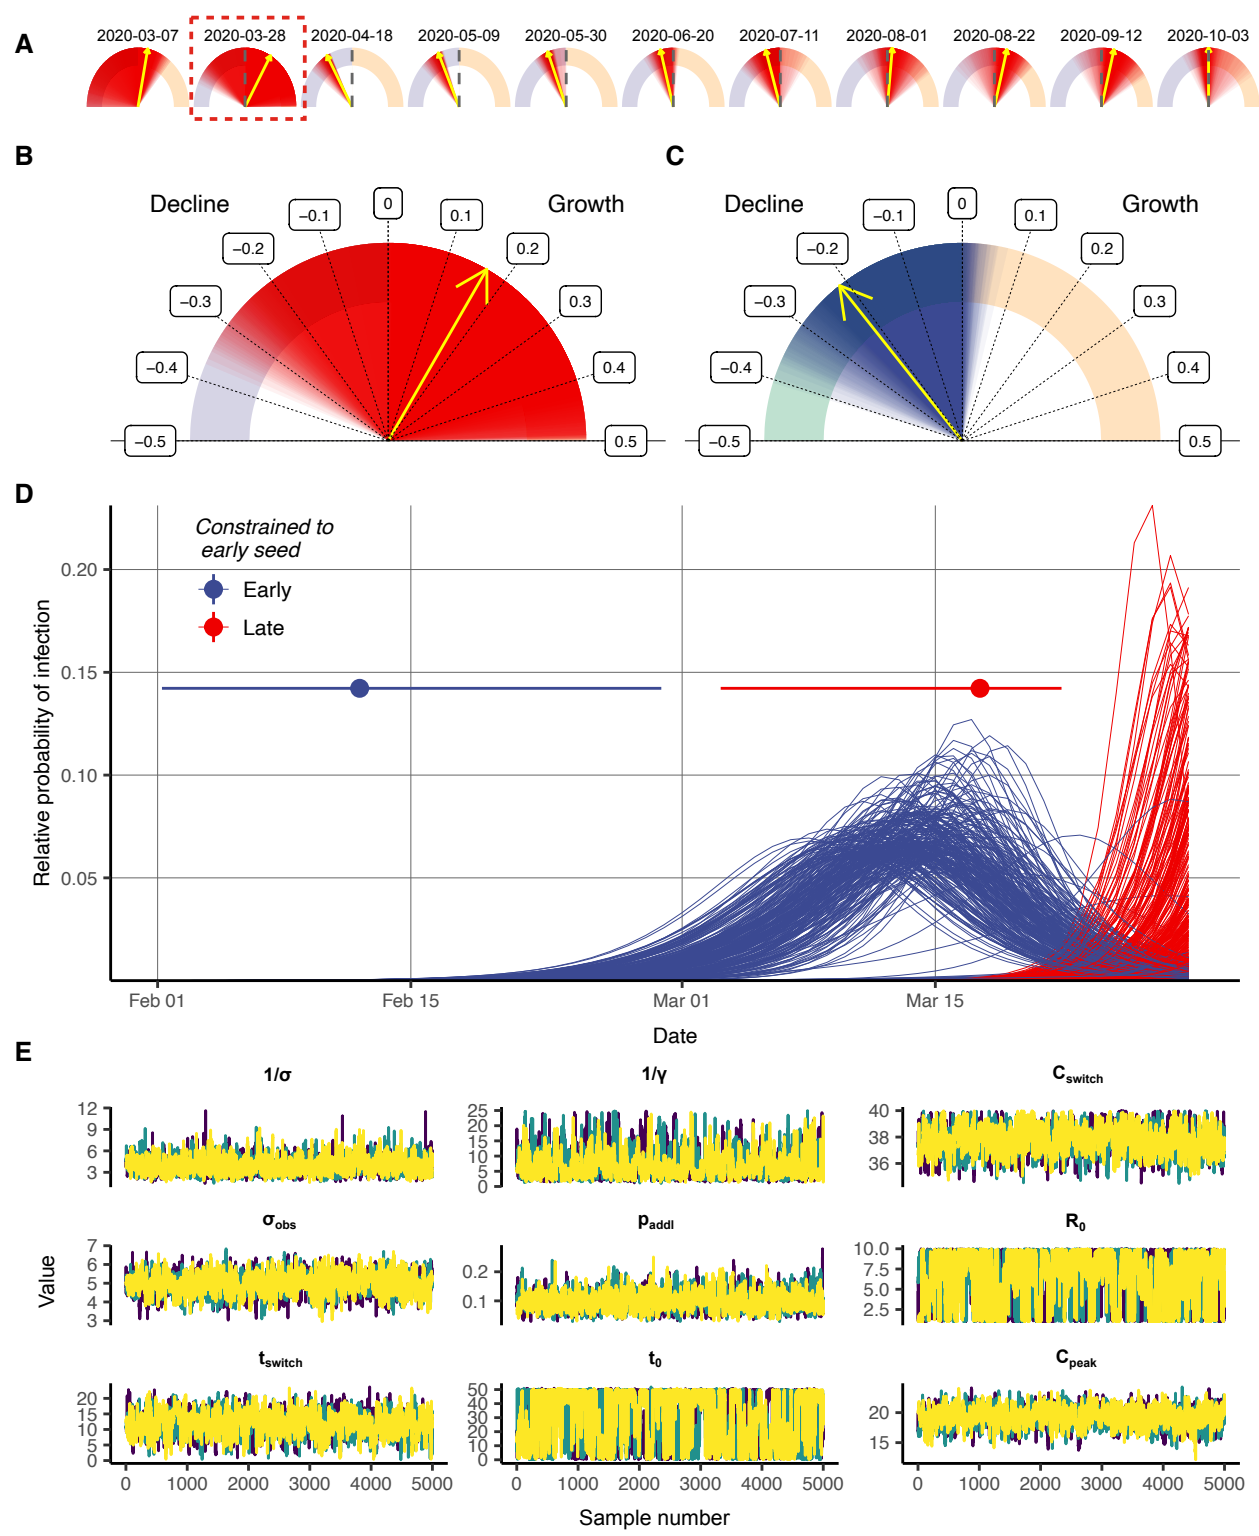 A
2020-03-07 2020-03-28 2020-04-18 2020-05-09 2020-05-30 2020-06-20 2020-07-11 2020-08-01 2020-08-22 2020-09-12 2020-10-03
B
Decline
Growth
−0.5
−0.4
−0.3
−0.2
−0.1
0
0.1
0.2
0.3
0.4
0.5
C
Decline
Growth
−0.5
−0.4
−0.3
−0.2
−0.1
0
0.1
0.2
0.3
0.4
0.5
D
Relative probability of infection
0.20
0.15
0.10
0.05
Constrained to
early seed
Early
Late
Feb 01 Feb 15 Mar 01 Mar 15
Date
E
Value
1/σ
12
9
6
3
1/γ
25
20
15
10
5
0
Cswitch
40
38
36
σobs
7
6
5
4
3
paddl
0.2
0.1
R0
10.0
7.5
5.0
2.5
tswitch
20
15
10
5
0
t0
50
40
30
20
10
0
Cpeak
20
15
0 1000 2000 3000 4000 5000 0 1000 2000 3000 4000 5000 0 1000 2000 3000 4000 5000
Sample number